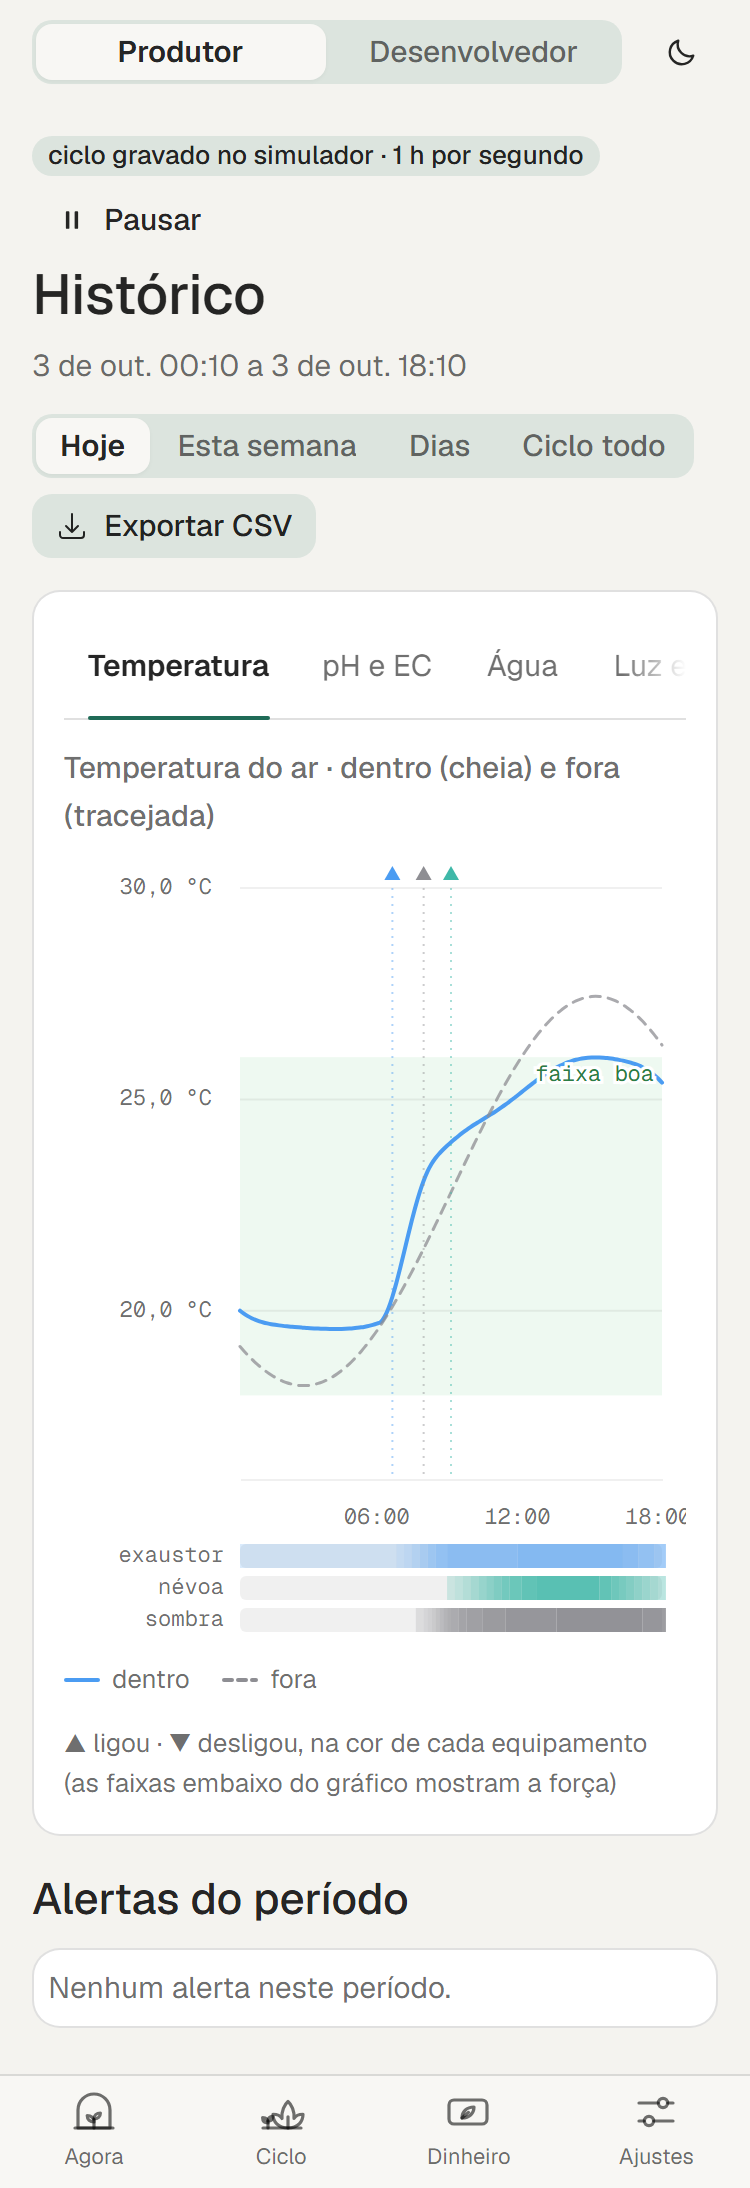 Produtor Desenvolvedor
ciclo gravado no simulador · 1 h por segundo
Pausar
Histórico
3 de out. 00:10 a 3 de out. 18:10
Hoje Esta semana Dias Ciclo todo
Exportar CSV
Temperatura pH e EC Água Luz e
Temperatura do ar · dentro (cheia) e fora
(tracejada)
30,0 °C
faixa boa
25,0 °C
20,0 °C
06:00 12:00 18:00
exaustor
névoa
sombra
dentro fora
▲ ligou · ▼ desligou, na cor de cada equipamento
(as faixas embaixo do gráfico mostram a força)
Alertas do período
Nenhum alerta neste período.
Agora Ciclo Dinheiro Ajustes